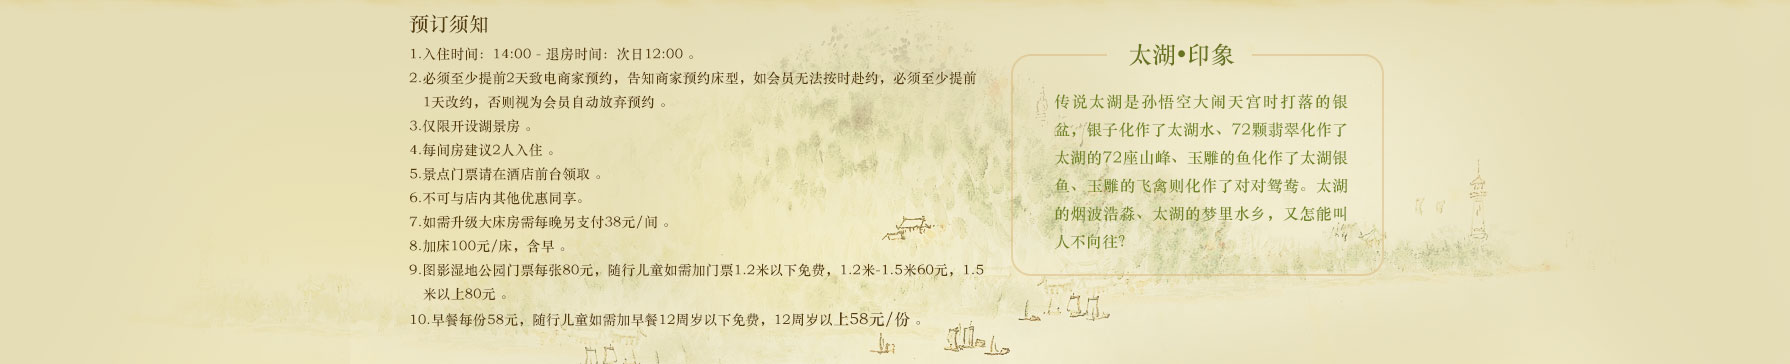 预订须知
1.入住时间：14:00 - 退房时间：次日12:00 。
2.必须至少提前2天致电商家预约，告知商家预约床型，如会员无法按时赴约，必须至少提前
1天改约，否则视为会员自动放弃预约 。
3.仅限开设湖景房 。
4.每间房建议2人入住 。
5.景点门票请在酒店前台领取 。
6.不可与店内其他优惠同享。
7.如需升级大床房需每晚另支付38元/间 。
8.加床100元/床，含早 。
9.图影湿地公园门票每张80元，随行儿童如需加门票1.2米以下免费，1.2米-1.5米60元，1.5
米以上80元 。
10.早餐每份58元，随行儿童如需加早餐12周岁以下免费，12周岁以上58元/份 。
太湖•印象
传说太湖是孙悟空大闹天宫时打落的银
盆，银子化作了太湖水、72颗翡翠化作了
太湖的72座山峰、玉雕的鱼化作了太湖银
鱼、玉雕的飞禽则化作了对对鸳鸯。太湖
的烟波浩淼、太湖的梦里水乡，又怎能叫
人不向往?